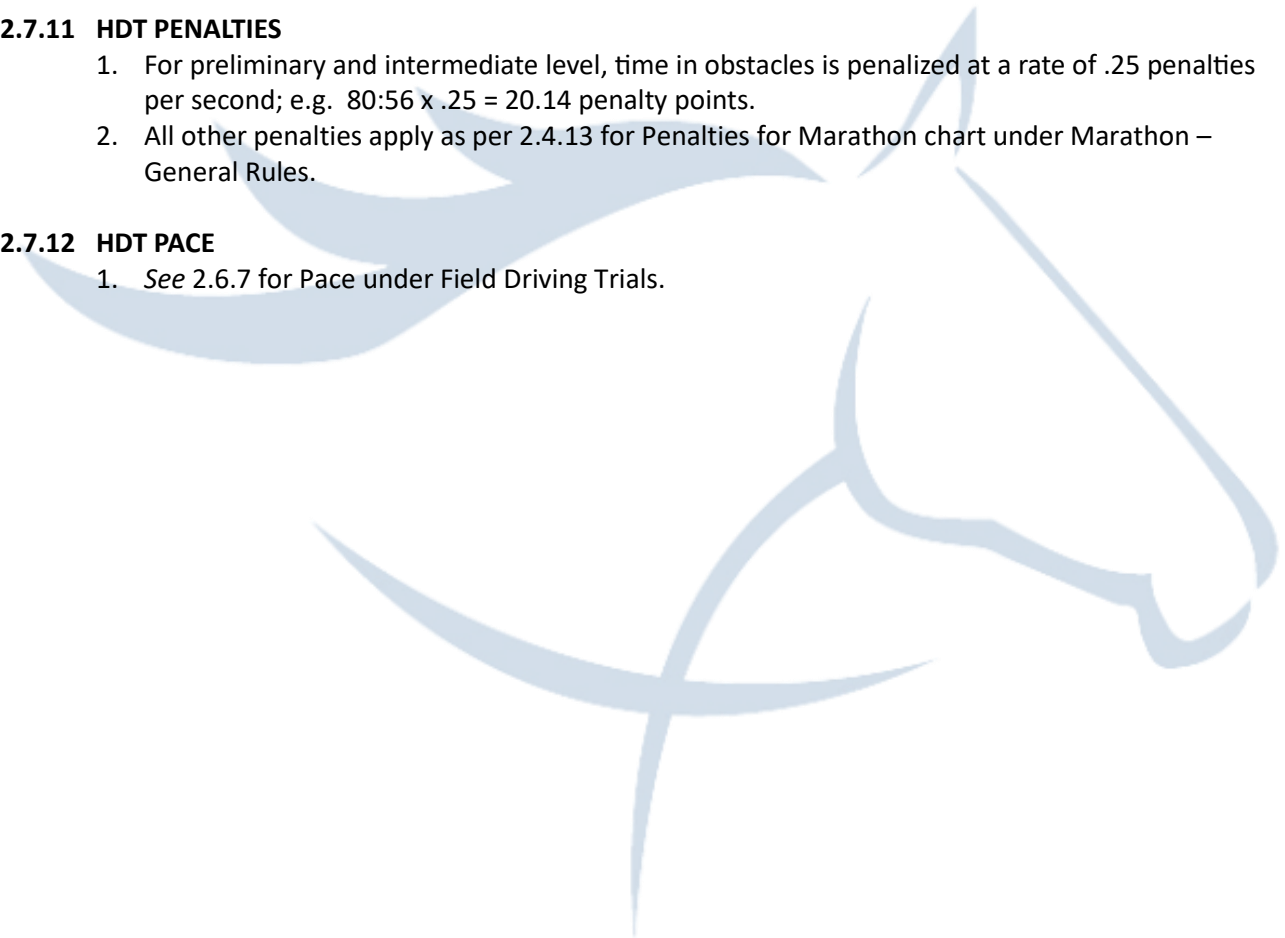 2.7.11 HDT PENALTIES
1. For preliminary and intermediate level, time in obstacles is penalized at a rate of .25 penalties
per second; e.g. 80:56 x .25 = 20.14 penalty points.
2. All other penalties apply as per 2.4.13 for Penalties for Marathon chart under Marathon –
General Rules.
2.7.12 HDT PACE
1. See 2.6.7 for Pace under Field Driving Trials.